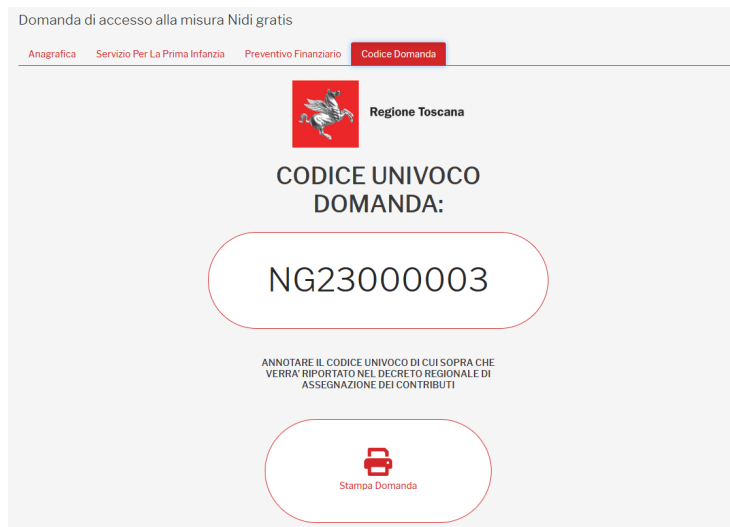 Domanda di accesso alla misura Nidi gratis
Anagrafica Servizio Per La Prima Infanzia Preventivo Finanziario Codice Domanda
Regione Toscana
CODICE UNIVOCO
DOMANDA:
NG23000003
ANNOTARE IL CODICE UNIVOCO DI CUI SOPRA CHE
VERRA' RIPORTATO NEL DECRETO REGIONALE DI
ASSEGNAZIONE DEI CONTRIBUTI
Stampa Domanda